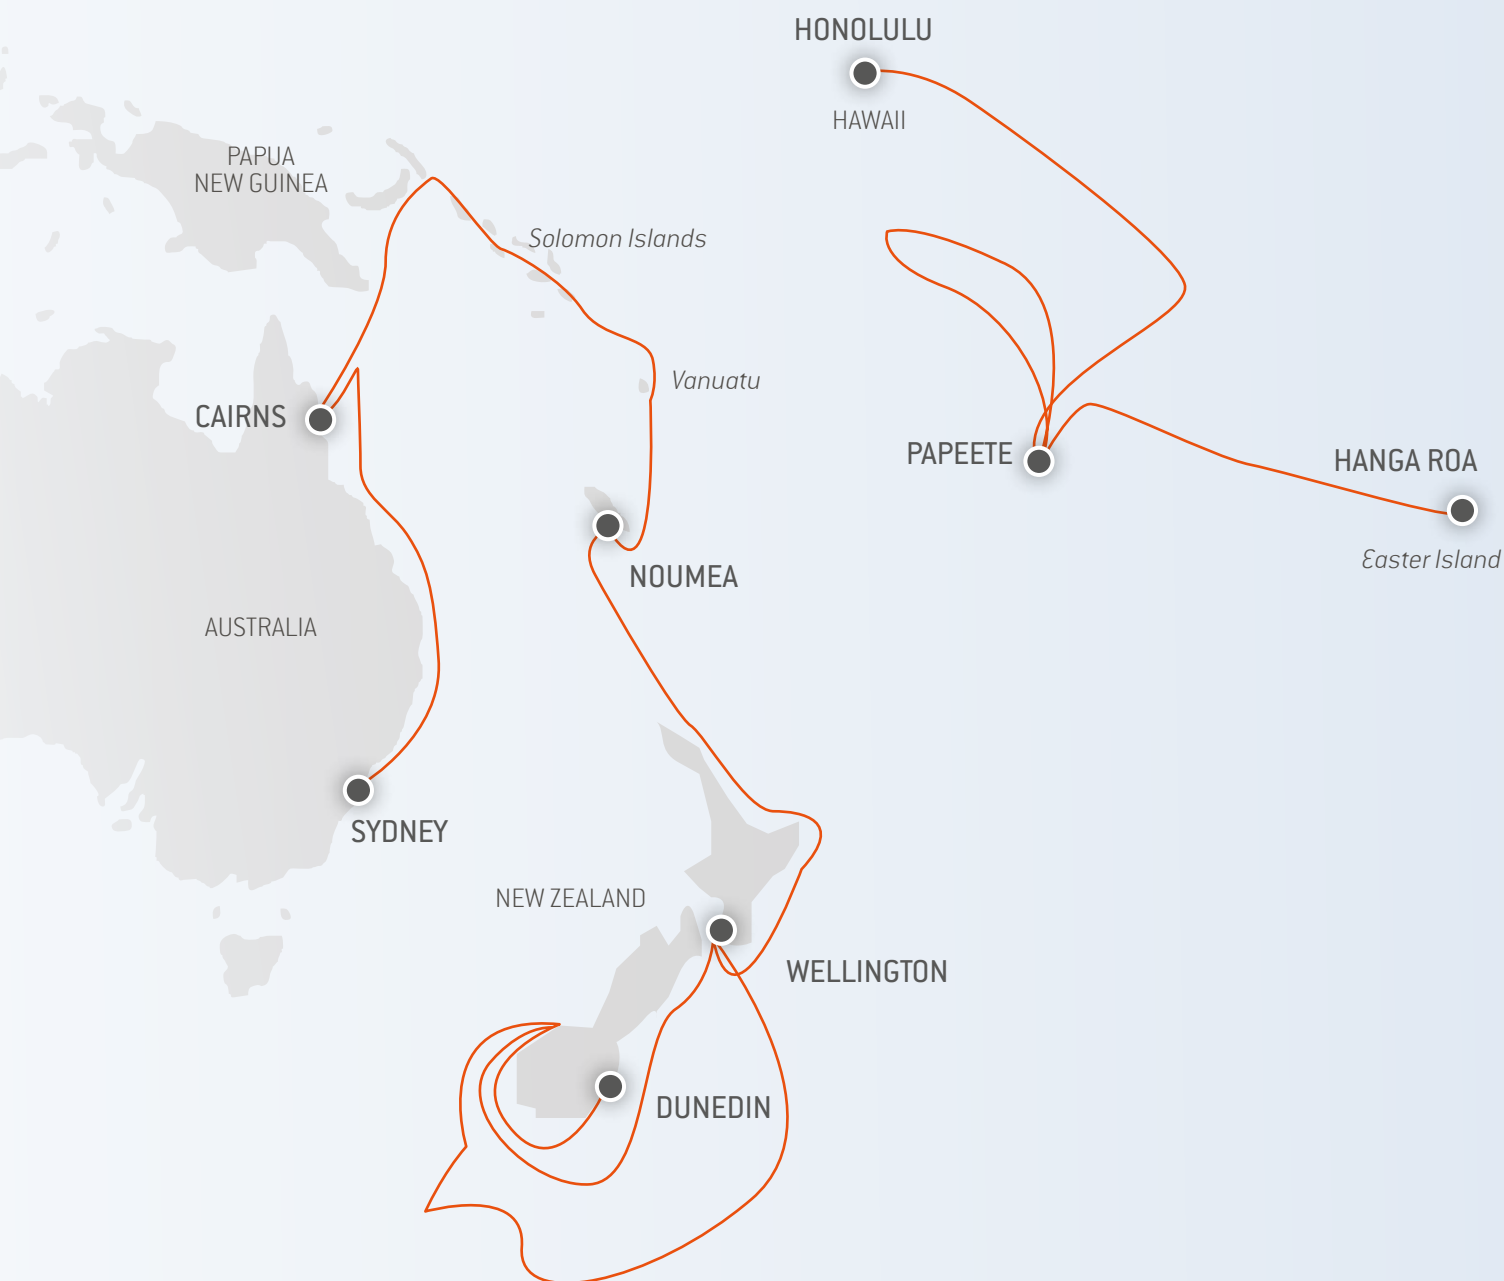 HONOLULU
HAWAII
PAPUA
NEW GUINEA
Solomon Islands
Vanuatu
CAIRNS
PAPEETE
HANGA ROA
Easter Island
NOUMEA
AUSTRALIA
SYDNEY
NEW ZEALAND
WELLINGTON
DUNEDIN